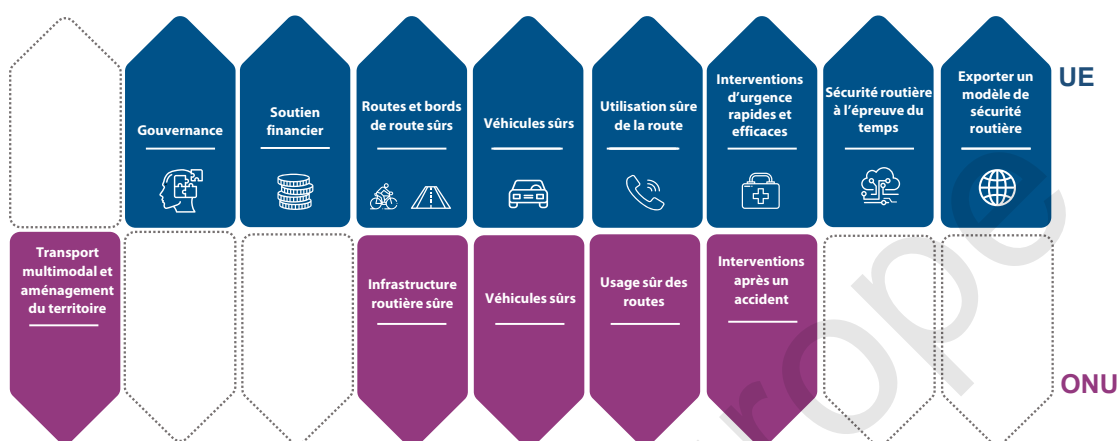 Gouvernance
Soutien
financier
Routes et bords
de route sûrs
Véhicules sûrs
Utilisation sûre
de la route
Interventions
d’urgence
rapides et
efficaces
Sécurité routière
à l’épreuve du
temps
Exporter un
modèle de
sécurité
routière
UE
Transport
multimodal et
aménagement
du territoire
Infrastructure
routière sûre
Véhicules sûrs
Usage sûr des
routes
Interventions
après un
accident
ONU
rope